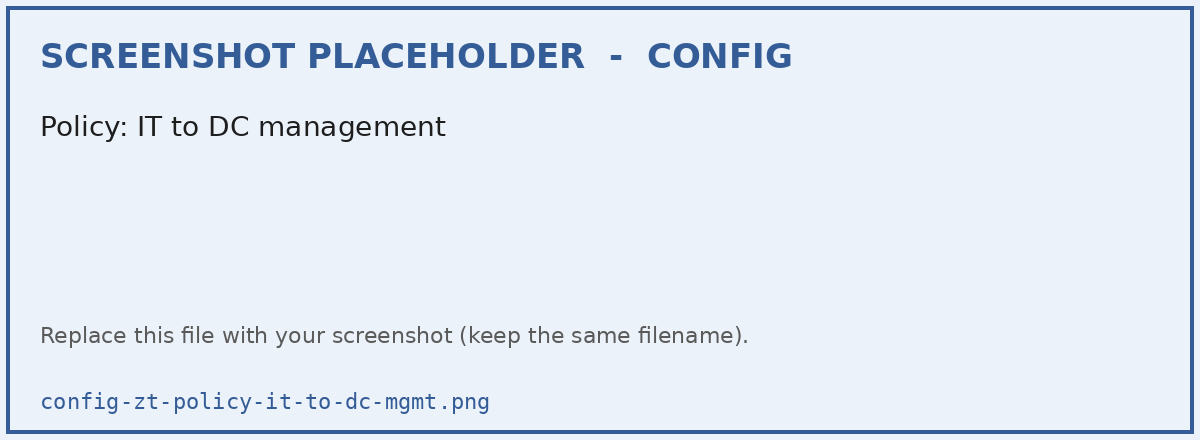 SCREENSHOT PLACEHOLDER - CONFIG
Policy: IT to DC management
Replace this file with your screenshot (keep the same filename).
config-zt-policy-it-to-dc-mgmt.png